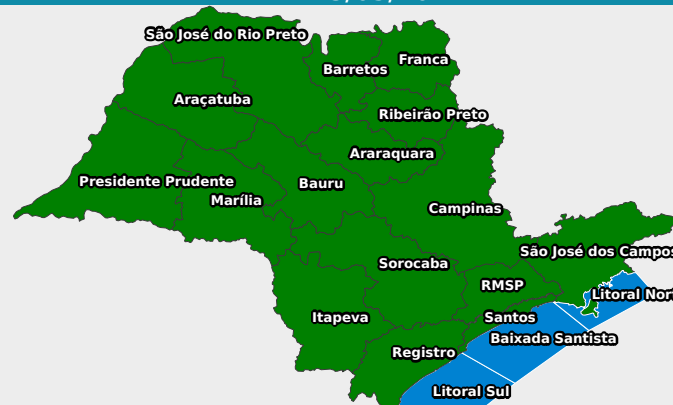 São José do Rio Preto
Franca
Barretos
Araçatuba
Ribeirão Preto
Araraquara
Presidente Prudente
Bauru
Marília
Campinas
São José dos Campos
Sorocaba
RMSP
Litoral Nort
Itapeva
Santos
Baixada Santista
Registro
Litoral Sul